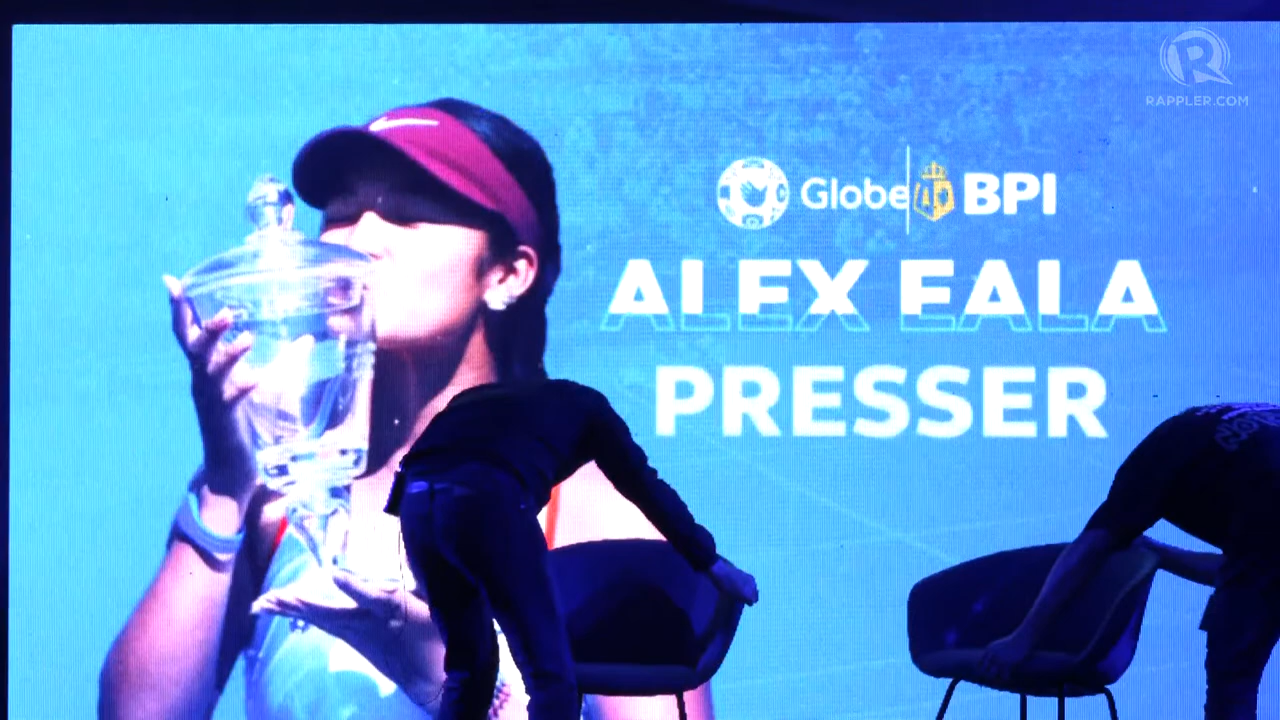 R
RAPPLER.COM
Globe BPI
ALEX EALA
PRESSER